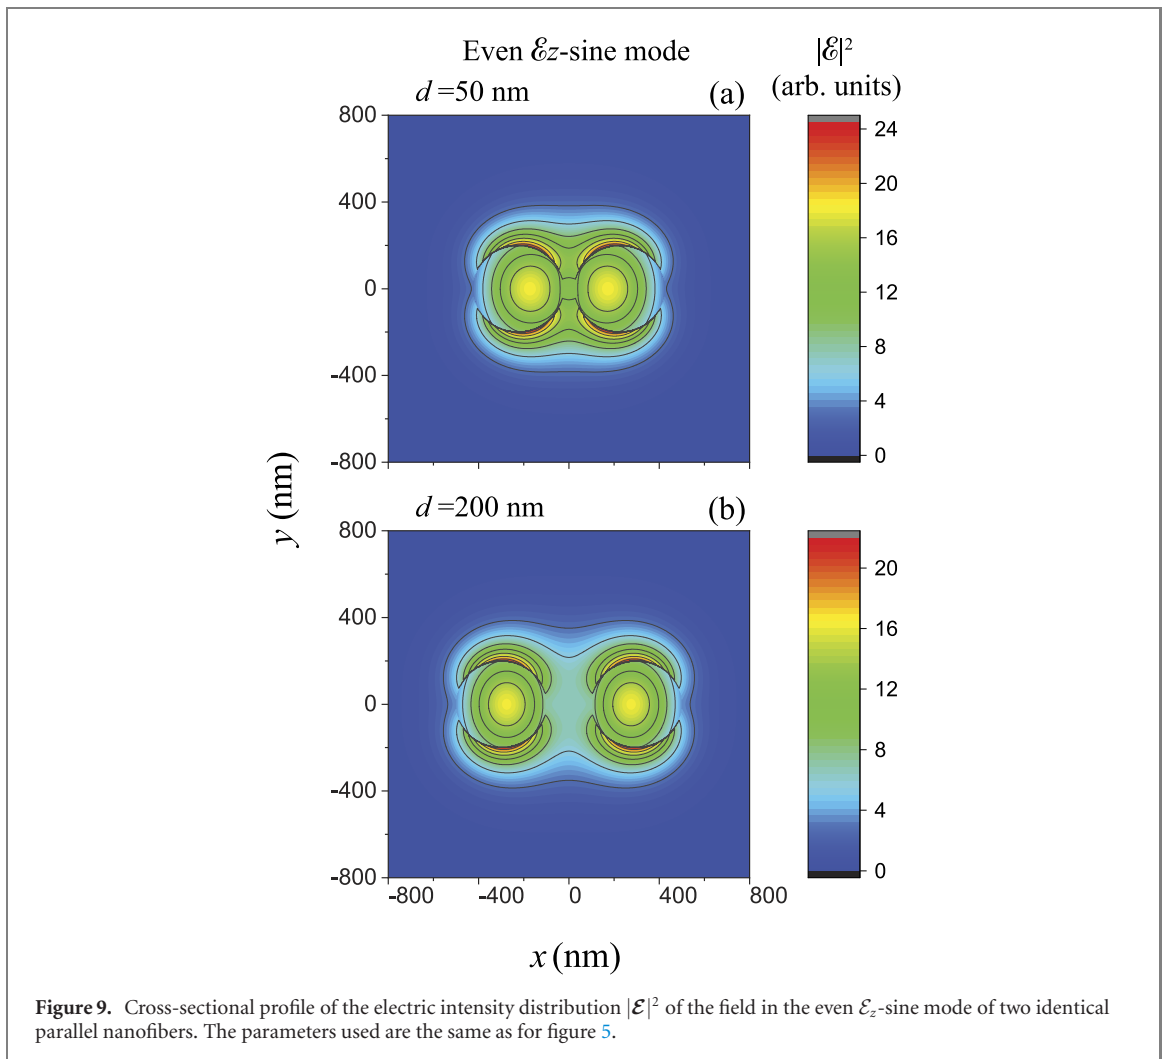 Even ℰz-sine mode
|ℰ|²
(arb. units)
d =50 nm
(a)
800
400
0
-400
-800
24
20
16
12
8
4
0
y (nm)
d =200 nm
(b)
800
400
0
-400
-800
20
16
12
8
4
0
-800
-400
0
400
800
x (nm)
Figure 9. Cross-sectional profile of the electric intensity distribution |ℰ|² of the field in the even ℰz-sine mode of two identical
parallel nanofibers. The parameters used are the same as for figure 5.